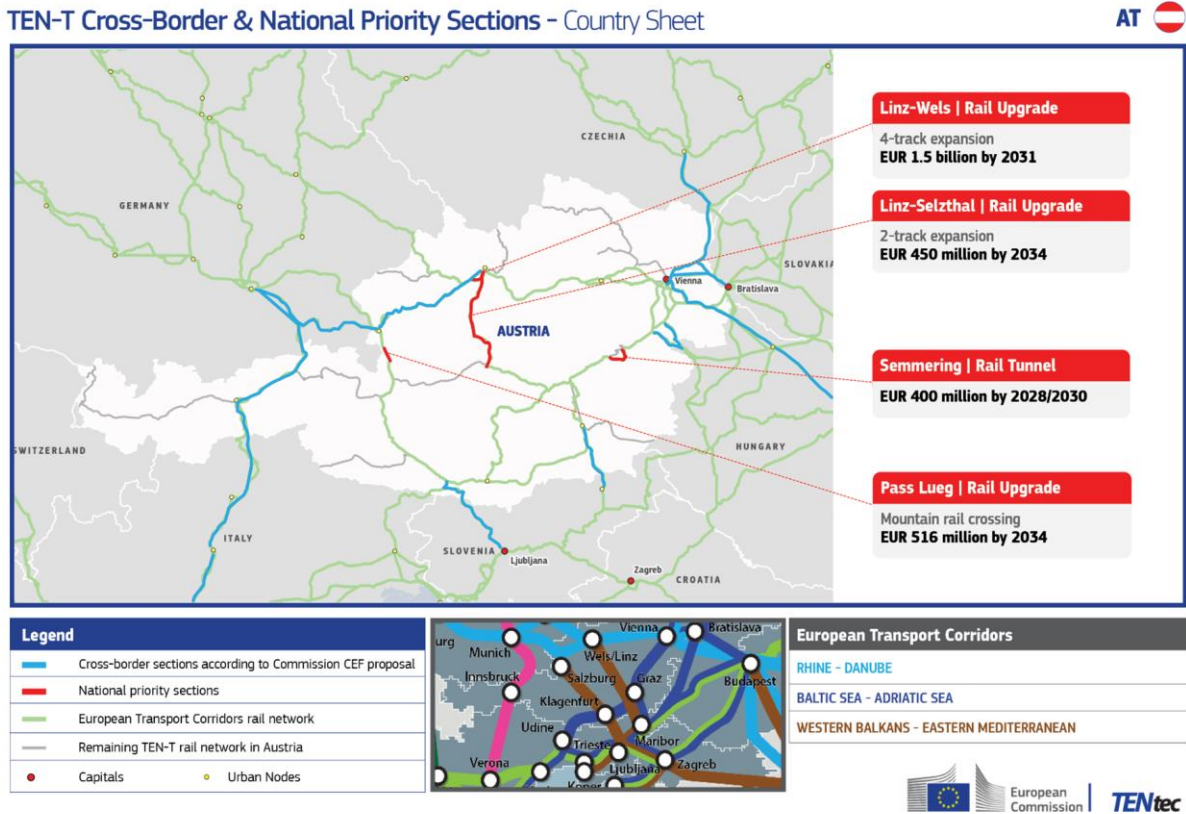 TEN-T Cross-Border & National Priority Sections - Country Sheet
AT
CZECHIA
GERMANY
SLOVAKIA
Vienna
Bratislava
AUSTRIA
SWITZERLAND
HUNGARY
ITALY
SLOVENIA
Ljubljana
Zagreb
CROATIA
Linz-Wels | Rail Upgrade
4-track expansion
EUR 1.5 billion by 2031
Linz-Selzthal | Rail Upgrade
2-track expansion
EUR 450 million by 2034
Semmering | Rail Tunnel
EUR 400 million by 2028/2030
Pass Lueg | Rail Upgrade
Mountain rail crossing
EUR 516 million by 2034
Legend
Cross-border sections according to Commission CEF proposal
National priority sections
European Transport Corridors rail network
Remaining TEN-T rail network in Austria
Capitals
Urban Nodes
urg
Munich
Vienna
Bratislava
Wels/Linz
Innsbruck
Salzburg
Graz
Budapest
Klagenfurt
Udine
Trieste
Maribor
Verona
Ljubljana
Zagreb
Koper
European Transport Corridors
RHINE - DANUBE
BALTIC SEA - ADRIATIC SEA
WESTERN BALKANS - EASTERN MEDITERRANEAN
European
Commission
TENtec